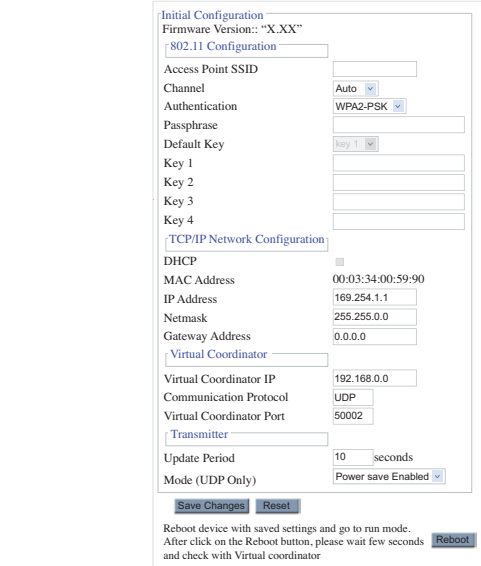 Initial Configuration
Firmware Version:: “X.XX”
802.11 Configuration
Access Point SSID
Channel Auto
Authentication WPA2-PSK
Passphrase
Default Key key 1
Key 1
Key 2
Key 3
Key 4
TCP/IP Network Configuration
DHCP
MAC Address 00:03:34:00:59:90
IP Address 169.254.1.1
Netmask 255.255.0.0
Gateway Address 0.0.0.0
Virtual Coordinator
Virtual Coordinator IP 192.168.0.0
Communication Protocol UDP
Virtual Coordinator Port 50002
Transmitter
Update Period 10 seconds
Mode (UDP Only) Power save Enabled
Save Changes Reset
Reboot device with saved settings and go to run mode.
After click on the Reboot button, please wait few seconds Reboot
and check with Virtual coordinator